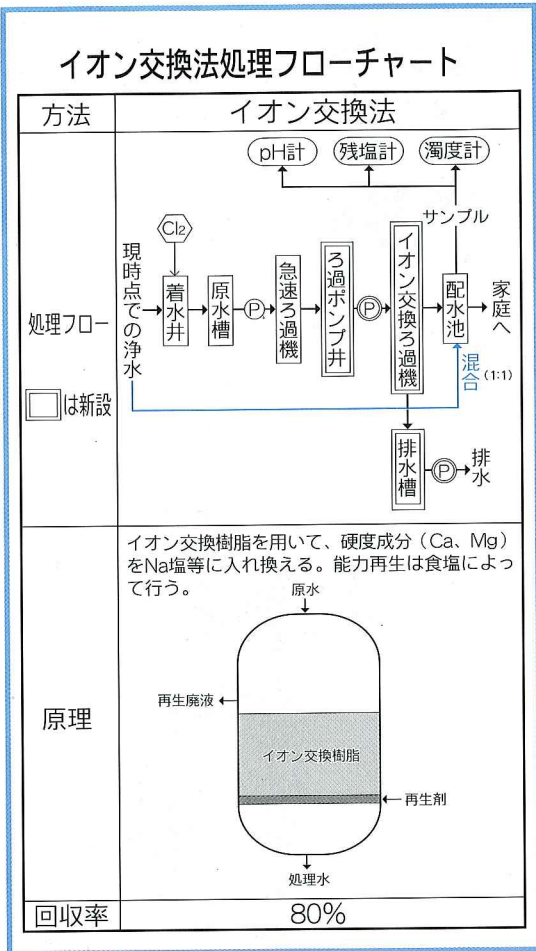 イオン交換法処理フローチャート
方法
イオン交換法
処理フロー
は新設
pH計
残塩計
濁度計
サンプル
Cl₂
現時点での浄水
着水井
原水槽
P
急速ろ過機
ろ過ポンプ井
P
イオン交換ろ過機
配水池
家庭へ
混合(1:1)
排水槽
P
排水
原理
イオン交換樹脂を用いて、硬度成分(Ca、Mg)
をNa塩等に入れ換える。能力再生は食塩によっ
て行う。
原水
再生廃液
イオン交換樹脂
再生剤
処理水
回収率
80%